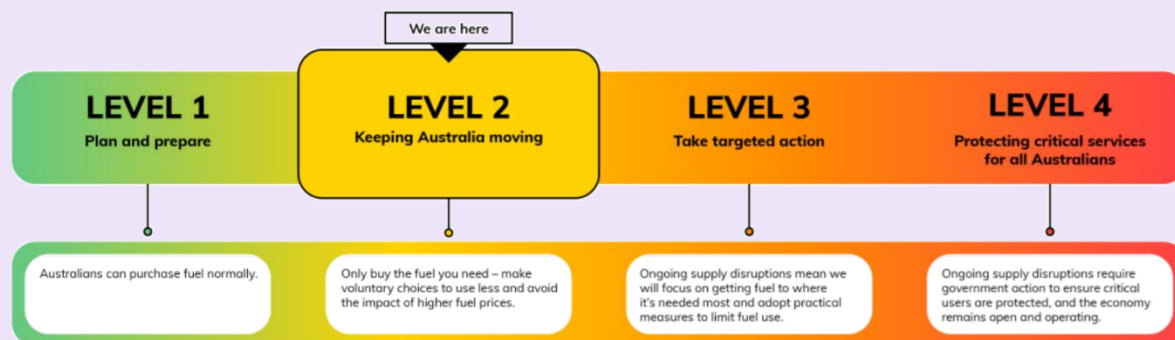 We are here
LEVEL 1
Plan and prepare
LEVEL 2
Keeping Australia moving
LEVEL 3
Take targeted action
LEVEL 4
Protecting critical services
for all Australians
Australians can purchase fuel normally.
Only buy the fuel you need – make
voluntary choices to use less and avoid
the impact of higher fuel prices.
Ongoing supply disruptions mean we
will focus on getting fuel to where
it's needed most and adopt practical
measures to limit fuel use.
Ongoing supply disruptions require
government action to ensure critical
users are protected, and the economy
remains open and operating.